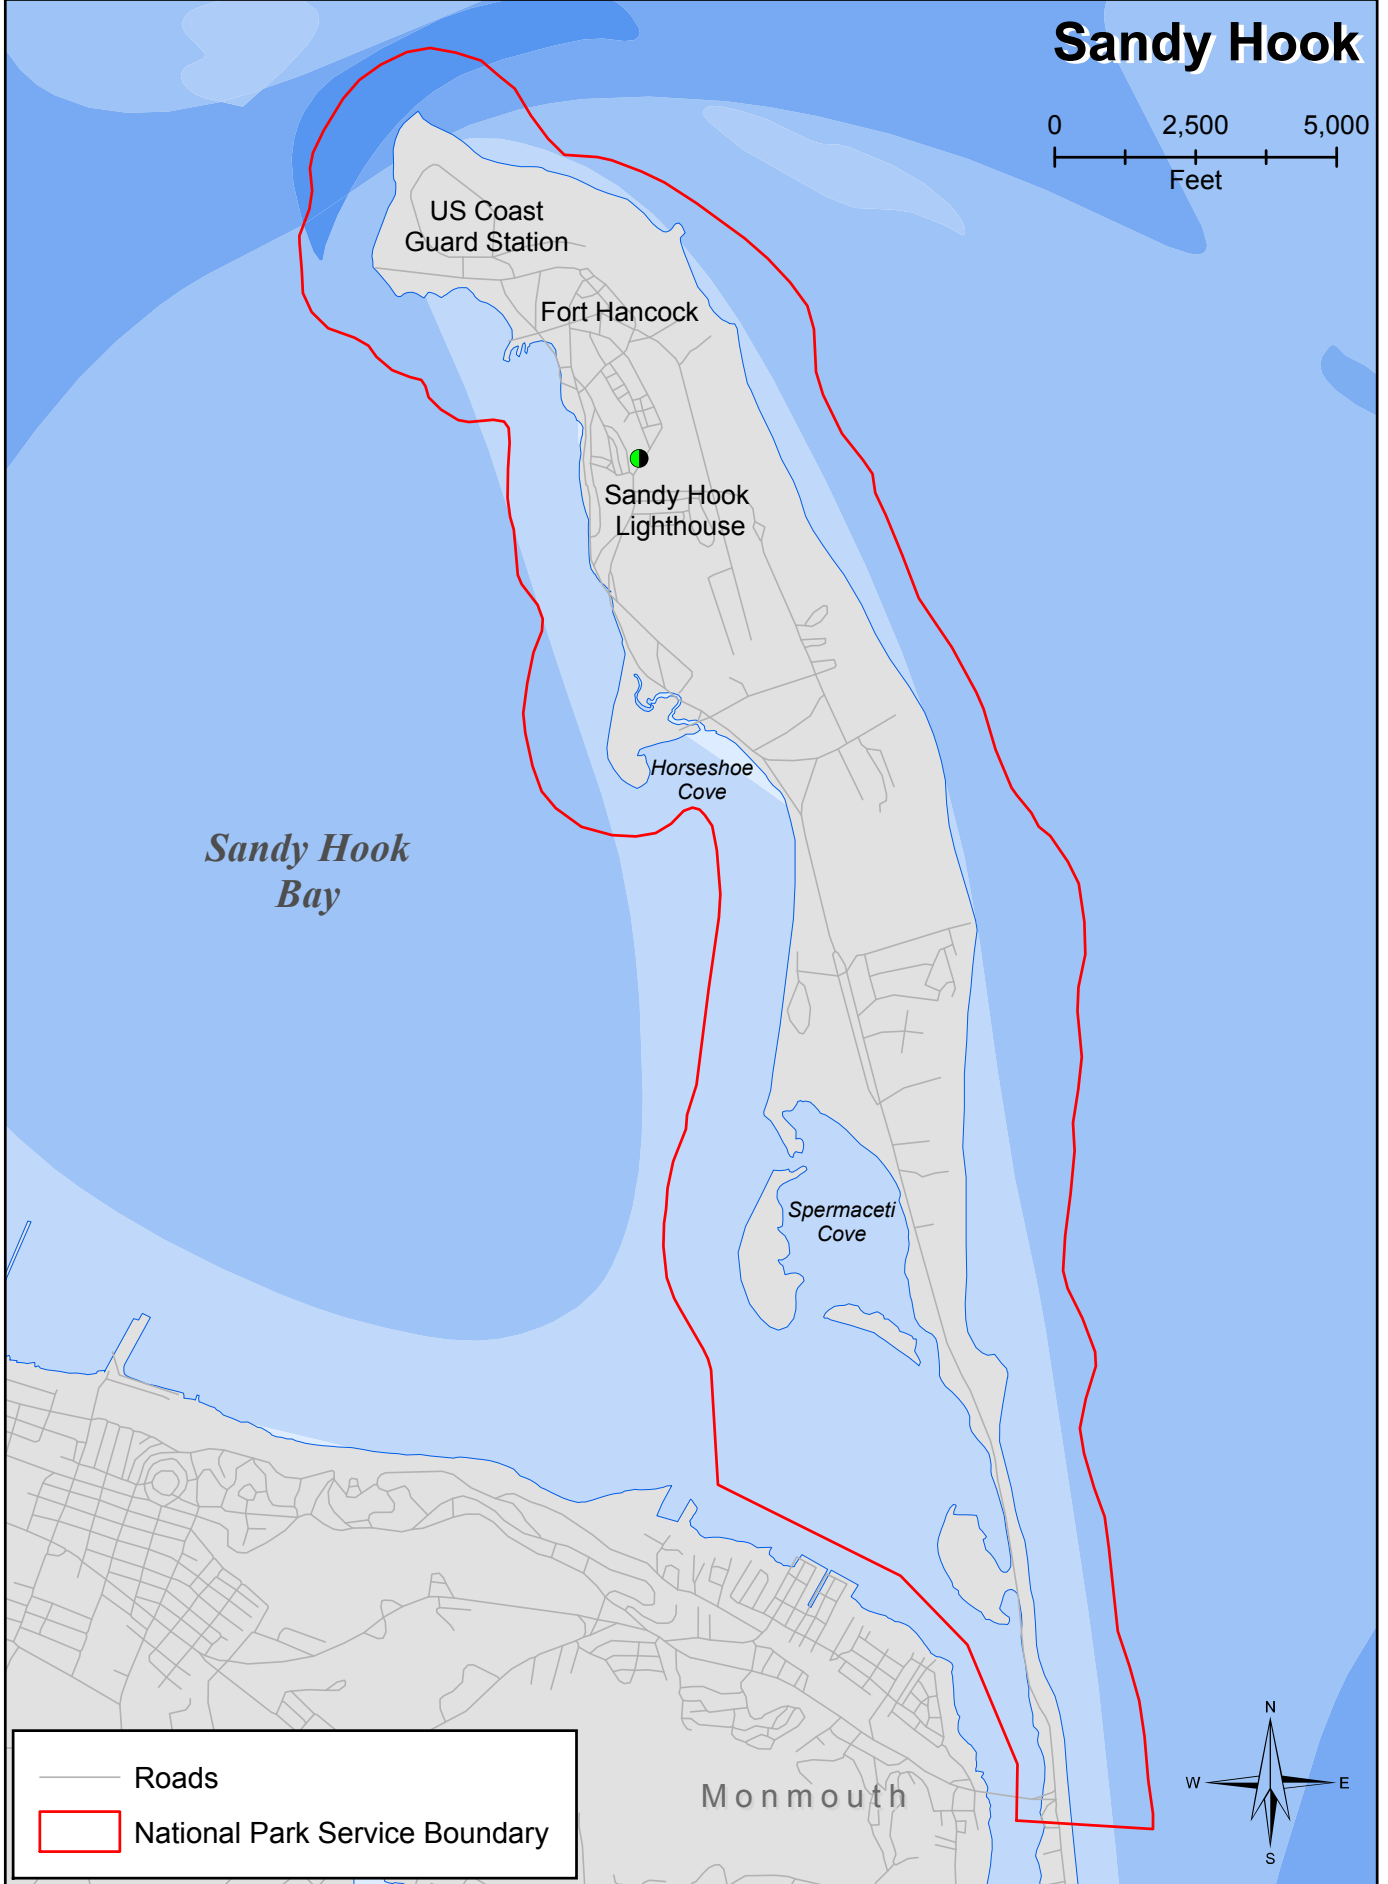 Sandy Hook
0 2,500 5,000
Feet
US Coast
Guard Station
Fort Hancock
Sandy Hook
Lighthouse
Horseshoe
Cove
Sandy Hook
Bay
Spermaceti
Cove
Monmouth
N
W E
S
Roads
National Park Service Boundary